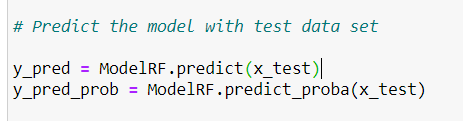 # Predict the model with test data set
y_pred = ModelRF.predict(x_test)
y_pred_prob = ModelRF.predict_proba(x_test)